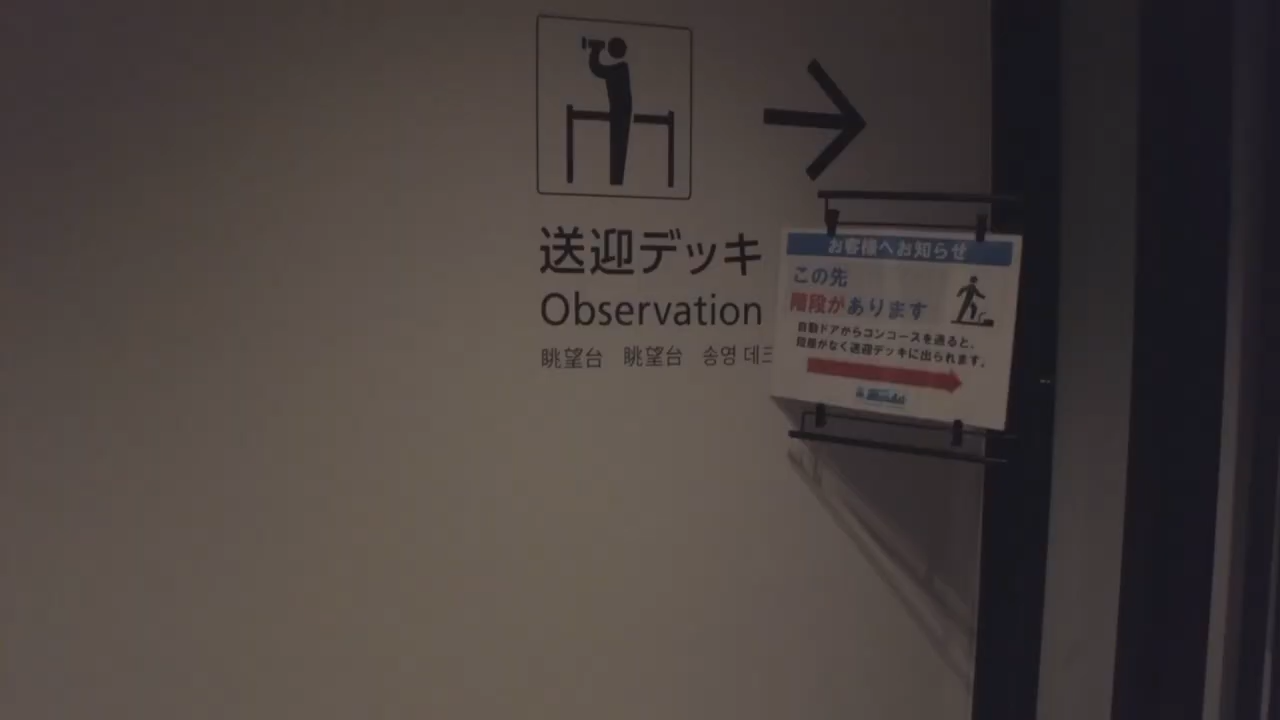 送迎デッキ
Observation
眺望台 眺望台 송영 데크
お客様へお知らせ
この先
階段があります
自動ドアからコンコースを通ると、
段差がなく送迎デッキに出られます。